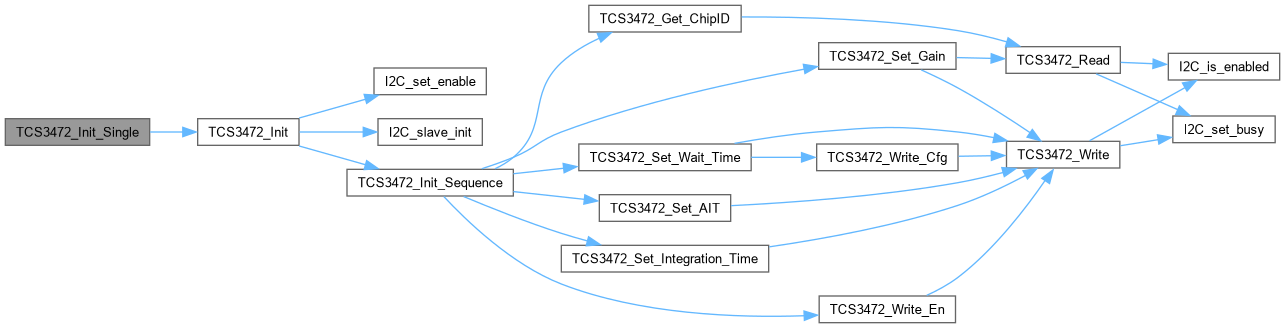 TCS3472_Init_Single
TCS3472_Init
I2C_set_enable
I2C_slave_init
TCS3472_Init_Sequence
TCS3472_Get_ChipID
TCS3472_Set_Gain
TCS3472_Set_Wait_Time
TCS3472_Write_Cfg
TCS3472_Set_AIT
TCS3472_Set_Integration_Time
TCS3472_Write_En
TCS3472_Read
TCS3472_Write
I2C_is_enabled
I2C_set_busy